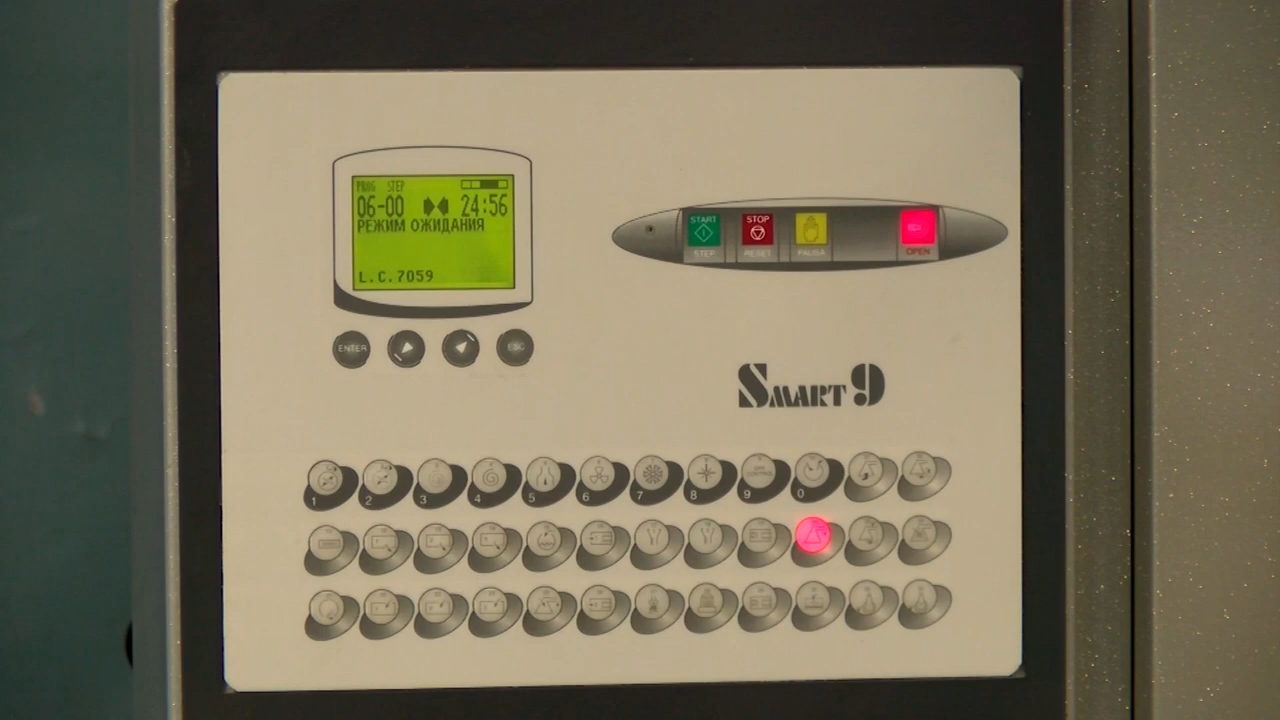 PROG STEP
06-00 24:56
РЕЖИМ ОЖИДАНИЯ
L.C.7059
START
STEP
STOP
RESET
PAUSA
OPEN
ENTER
ESC
SMART 9
CONTROL
1 2 3 4 5 6 7 8 9 0